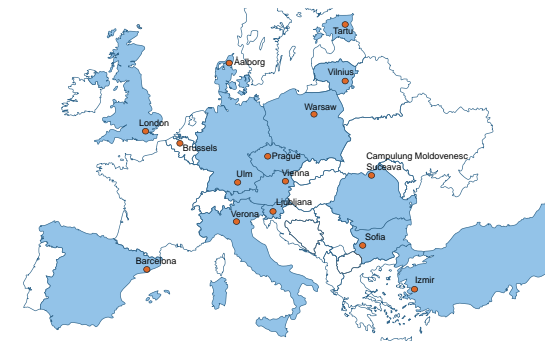 Tartu
Aalborg
Vilnius
Warsaw
London
Brussels
Prague
Campulung Moldovenesc
Suceava
Ulm
Vienna
Ljubljana
Verona
Sofia
Barcelona
Izmir